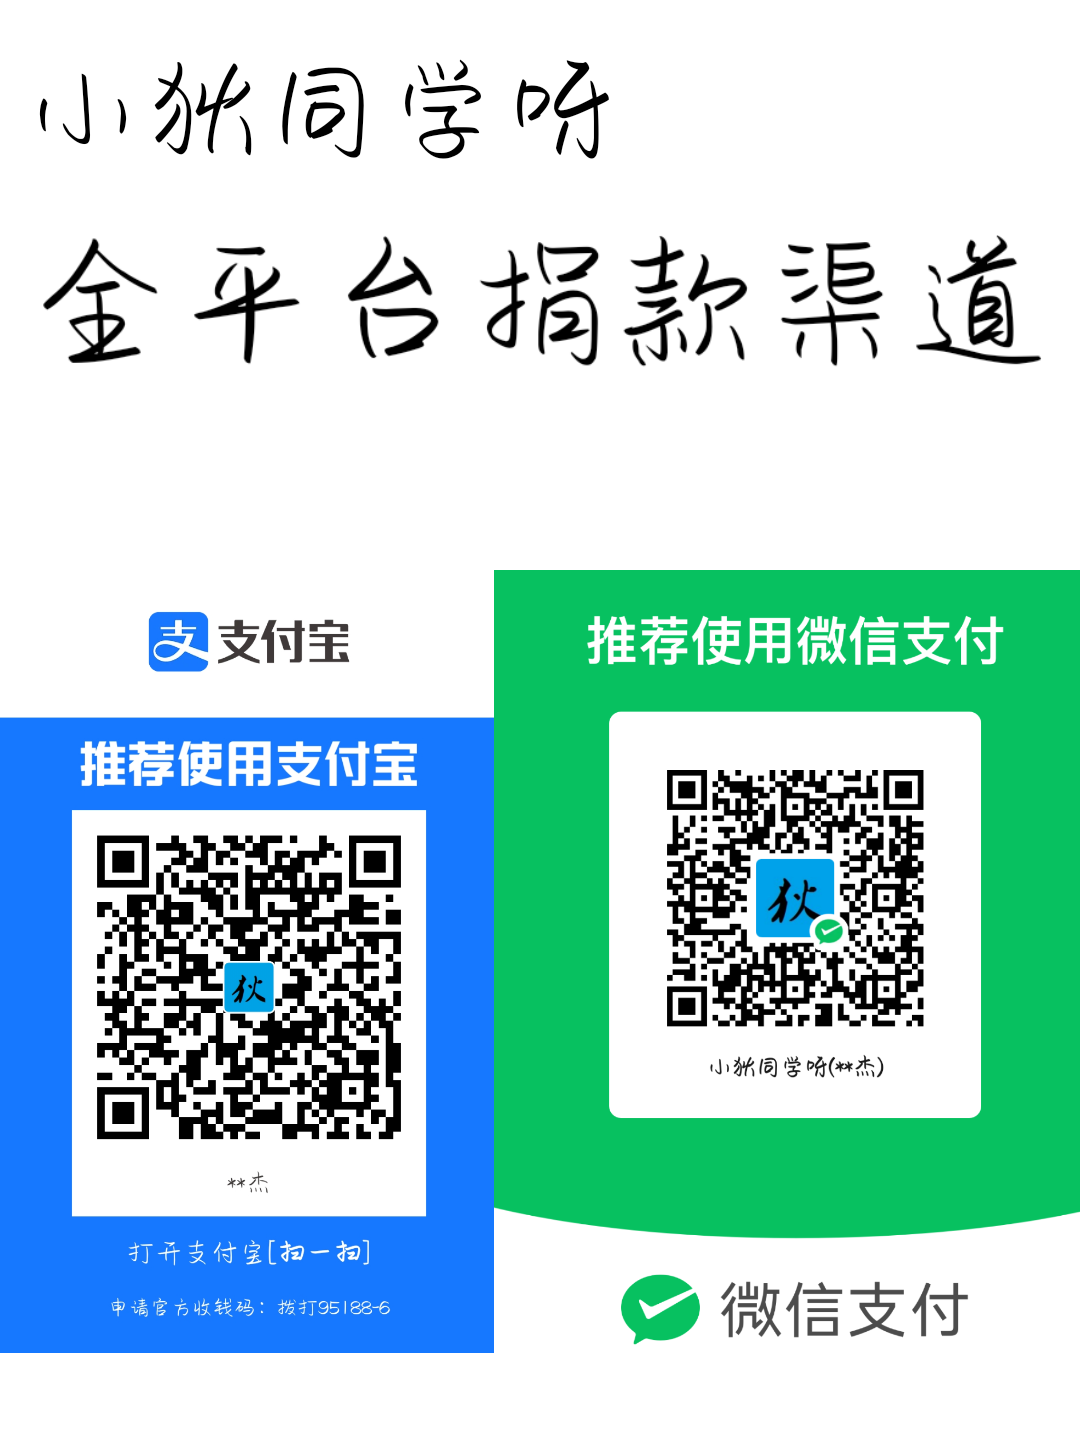 小狄同学呀
全平台捐款渠道
支 支付宝
推荐使用支付宝
狄
**杰
打开支付宝[扫一扫]
申请官方收钱码：拨打95188-6
推荐使用微信支付
狄
小狄同学呀(**杰)
微信支付